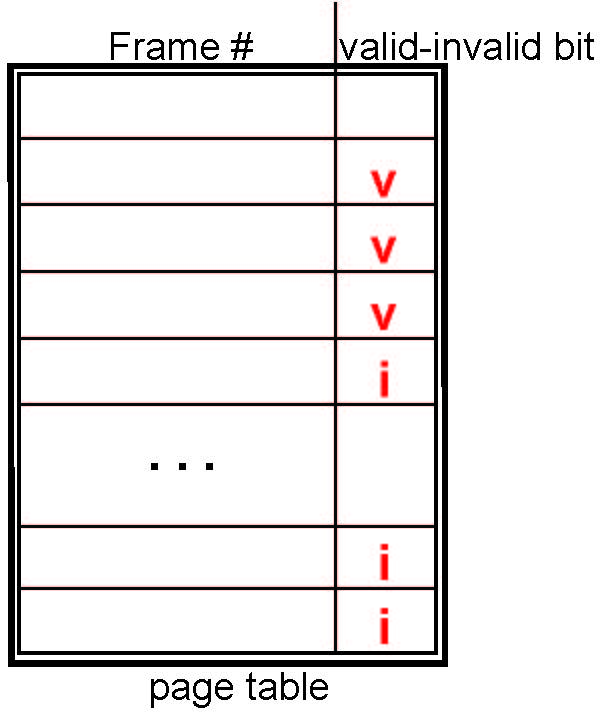 Frame # valid-invalid bit
v
v
v
i
. . .
i
i
page table